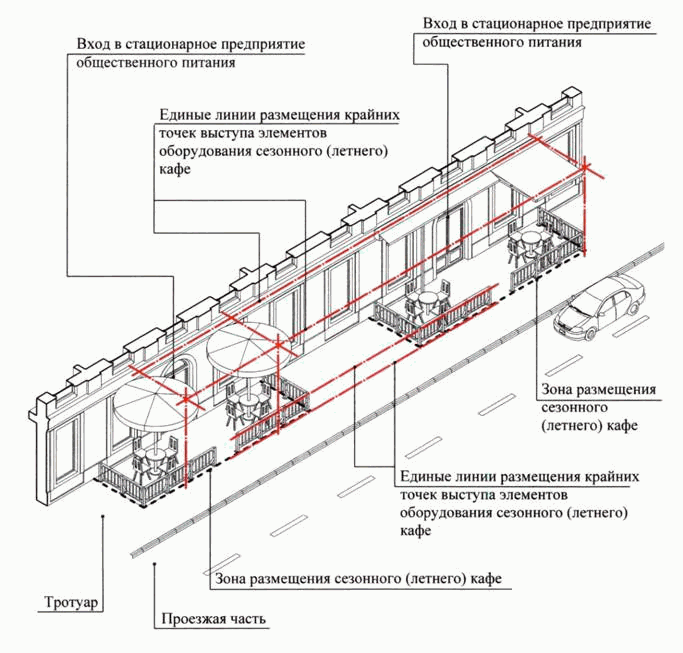 Вход в стационарное предприятие
общественного питания
Вход в стационарное предприятие
общественного питания
Единые линии размещения крайних
точек выступа элементов
оборудования сезонного (летнего)
кафе
Зона размещения
сезонного
(летнего) кафе
Единые линии размещения крайних
точек выступа элементов
оборудования сезонного (летнего)
кафе
Зона размещения сезонного (летнего) кафе
Тротуар
Проезжая часть